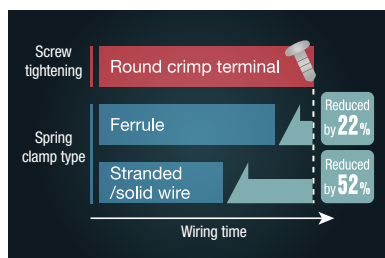 Screw
tightening
Round crimp terminal
Spring
clamp type
Ferrule
Reduced
by 22%
Stranded
/solid wire
Reduced
by 52%
Wiring time